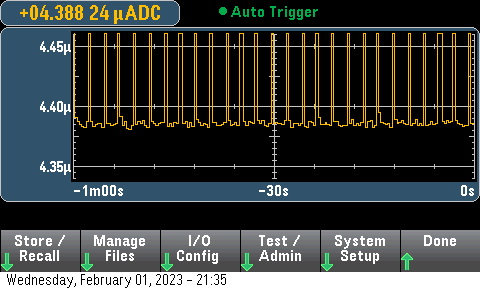 +04.388 24 µADC
Auto Trigger
4.45µ
4.40µ
4.35µ
-1m00s
-30s
0s
Store / Recall
Manage Files
I/O Config
Test / Admin
System Setup
Done
Wednesday, February 01, 2023 - 21:35